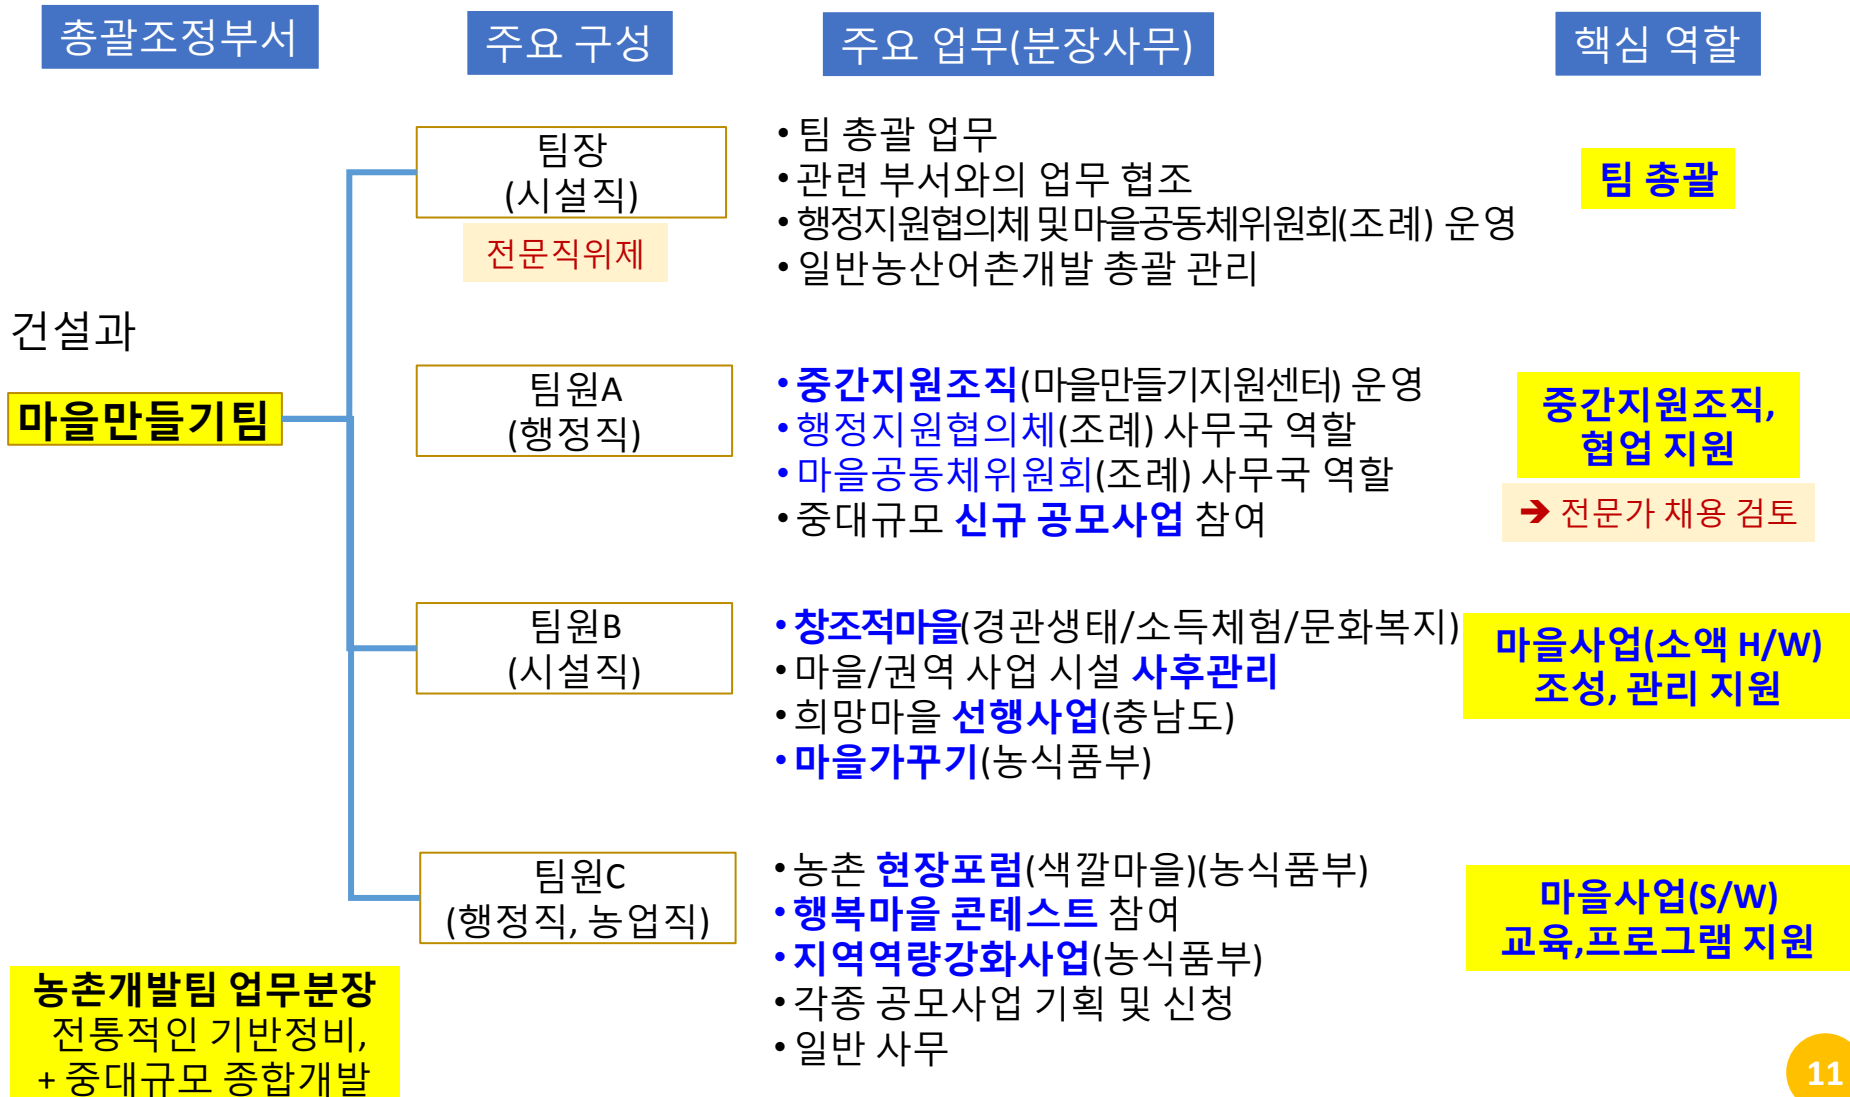 총괄조정부서
주요 구성
주요 업무(분장사무)
핵심 역할
건설과
마을만들기팀
팀장
(시설직)
전문직위제
• 팀 총괄 업무
• 관련 부서와의 업무 협조
• 행정지원협의체 및 마을공동체위원회(조례) 운영
• 일반농산어촌개발 총괄 관리
팀 총괄
팀원A
(행정직)
• 중간지원조직(마을만들기지원센터) 운영
• 행정지원협의체(조례) 사무국 역할
• 마을공동체위원회(조례) 사무국 역할
• 중대규모 신규 공모사업 참여
중간지원조직,
협업 지원
➔ 전문가 채용 검토
팀원B
(시설직)
• 창조적마을(경관생태/소득체험/문화복지)
• 마을/권역 사업 시설 사후관리
• 희망마을 선행사업(충남도)
• 마을가꾸기(농식품부)
마을사업(소액 H/W)
조성, 관리 지원
팀원C
(행정직, 농업직)
• 농촌 현장포럼(색깔마을)(농식품부)
• 행복마을 콘테스트 참여
• 지역역량강화사업(농식품부)
• 각종 공모사업 기획 및 신청
• 일반 사무
마을사업(S/W)
교육,프로그램 지원
농촌개발팀 업무분장
전통적인 기반정비,
+ 중대규모 종합개발
11